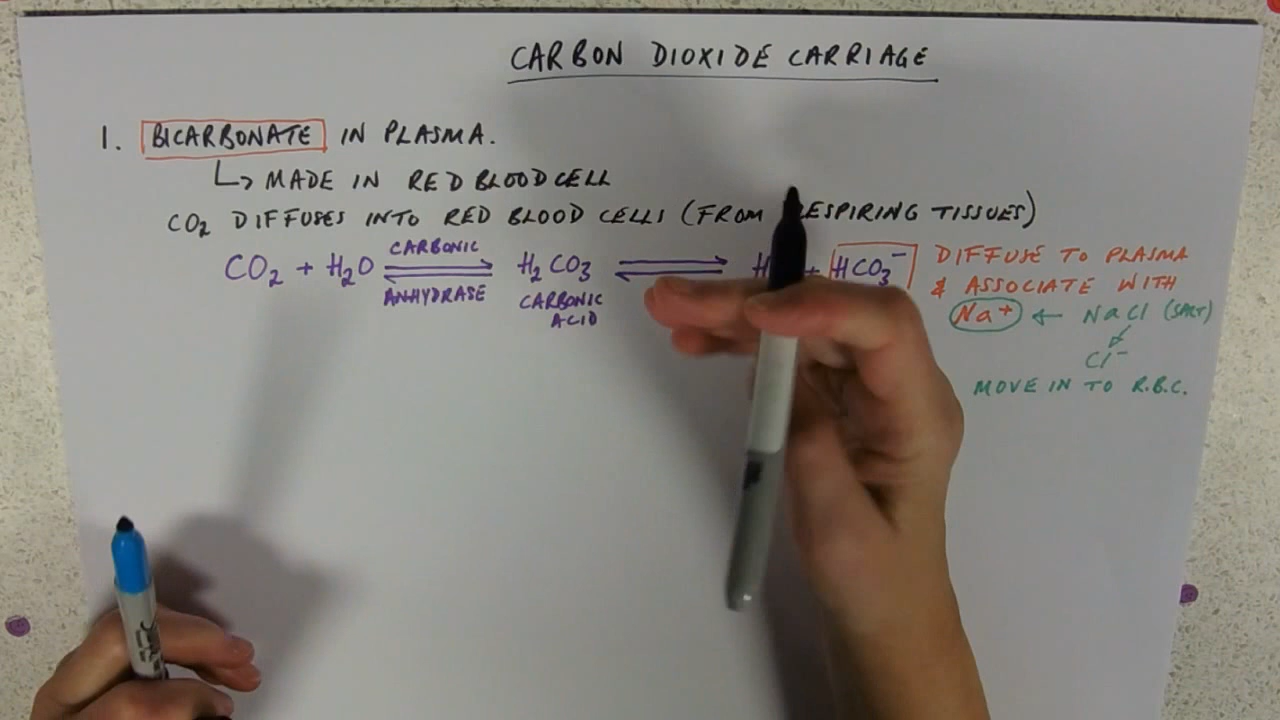 CARBON DIOXIDE CARRIAGE
1. BICARBONATE IN PLASMA.
↳ MADE IN RED BLOOD CELL
CO₂ DIFFUSES INTO RED BLOOD CELLS (FROM ESPIRING TISSUES)
CARBONIC
CO₂ + H₂O ⇌ H₂CO₃ ⇌ H + HCO₃⁻
ANHYDRASE
CARBONIC
ACID
DIFFUSE TO PLASMA
& ASSOCIATE WITH
Na⁺ ← NaCl (SALT)
Cl⁻
MOVE IN TO R.B.C.